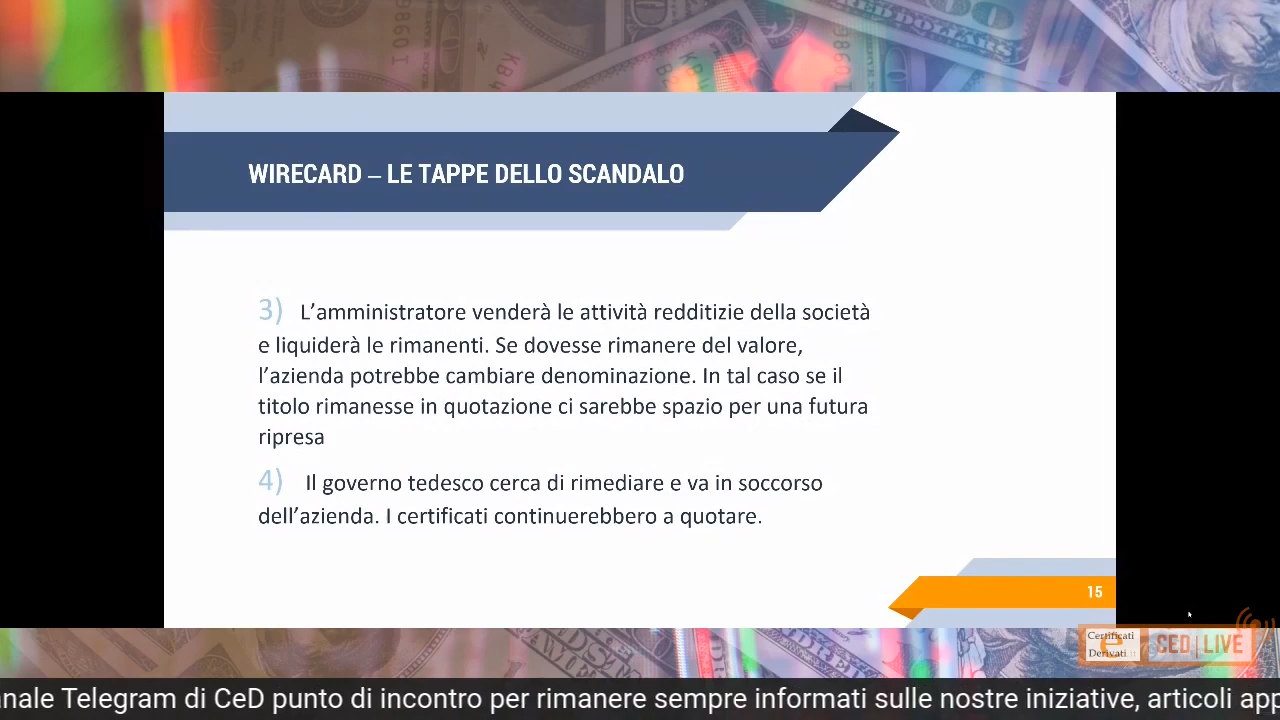 WIRECARD – LE TAPPE DELLO SCANDALO
3) L’amministratore venderà le attività redditizie della società
e liquiderà le rimanenti. Se dovesse rimanere del valore,
l’azienda potrebbe cambiare denominazione. In tal caso se il
titolo rimanesse in quotazione ci sarebbe spazio per una futura
ripresa
4) Il governo tedesco cerca di rimediare e va in soccorso
dell’azienda. I certificati continuerebbero a quotare.
15
Certificati
e
Derivati.it
CED|LIVE
anale Telegram di CeD punto di incontro per rimanere sempre informati sulle nostre iniziative, articoli app